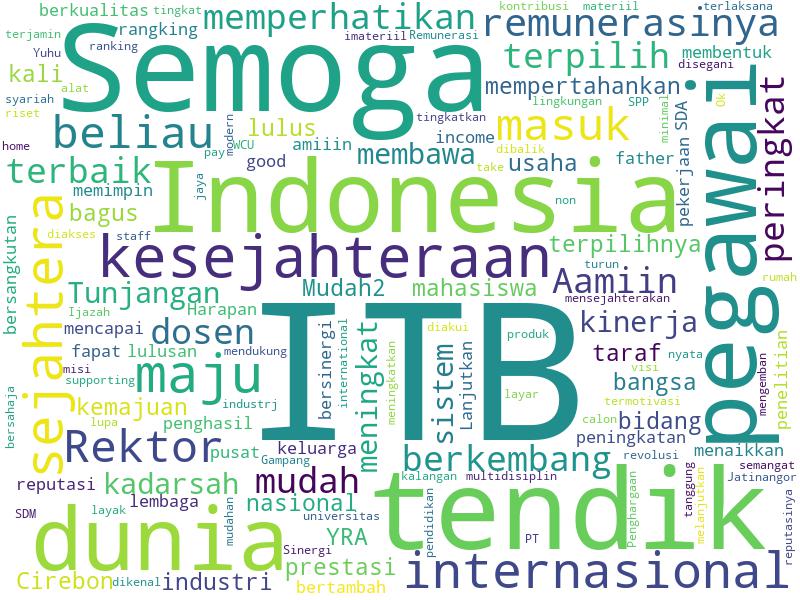 berkualitas
tingkat
memperhatikan
kontribusi
materiil
terlaksana
remunerasinya
Semoga
rangking
terjamin
Yuhu
ranking
imateriil
Remunerasi
terpilih
membentuk
disegani
kali
alat
syariah
riset
mempertahankan
lingkungan
SPP
minimal
SDA
Ok
pegawai
peringkat
beliau
modern
lulus
tingkatkan
masuk
WCU
amiiin
income
dibalik
home
pay
good
membawa
usaha
father
pekerjaan
terbaik
Indonesia
take
memimpin
jaya
non
bagus
sejahtera
bersangkutan
diakses
staff
kesejahteraan
terpilihnya
turun
Aamiin
rumah
Tunjangan
Mudah2
mahasiswa
mensejahterakan
Ijazah
Harapan
ITB
mencapai
dosen
bersinergi
international
meningkat
diakui
produk
kinerja
fapat
lulusan
mendukung
meningkatkan
sistem
Lanjutkan
taraf
nyata
misi
supporting
maju
visi
mengemban
penelitian
bangsa
layar
termotivasi
bersahaja
kemajuan
industrj
lupa
penghasil
calon
bidang
Rektor
pusat
keluarga
peningkatan
Gampang
berkembang
revolusi
menaikkan
reputasi
kadarsah
mudah
kalangan
multidisiplin
semangat
Jatinangor
lembaga
nasional
tendik
Penghargaan
tanggung
melanjutkan
SDM
layak
mudahan
universitas
dunia
YRA
pendidikan
PT
reputasinya
Sinergi
prestasi
internasional
Cirebon
dikenal
industri
bertambah